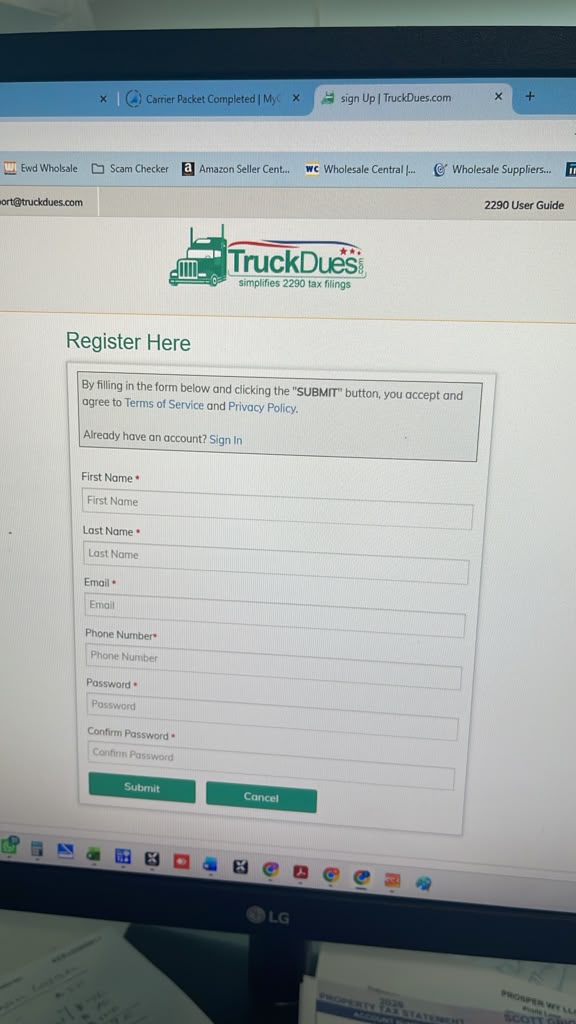 Carrier Packet Completed | My
sign Up | TruckDues.com
Ewd Wholsale
Scam Checker
Amazon Seller Cent...
wc Wholesale Central |...
Wholesale Suppliers...
ort@truckdues.com
2290 User Guide
TruckDues.com
simplifies 2290 tax filings
Register Here
By filling in the form below and clicking the "SUBMIT" button, you accept and
agree to Terms of Service and Privacy Policy.
Already have an account? Sign In
First Name *
First Name
Last Name *
Last Name
Email *
Email
Phone Number*
Phone Number
Password *
Password
Confirm Password *
Confirm Password
Submit
Cancel
LG
2026
PROPERTY TAX STATEMENT
ACCOUNT
PROSPER WY LL
SCOTT